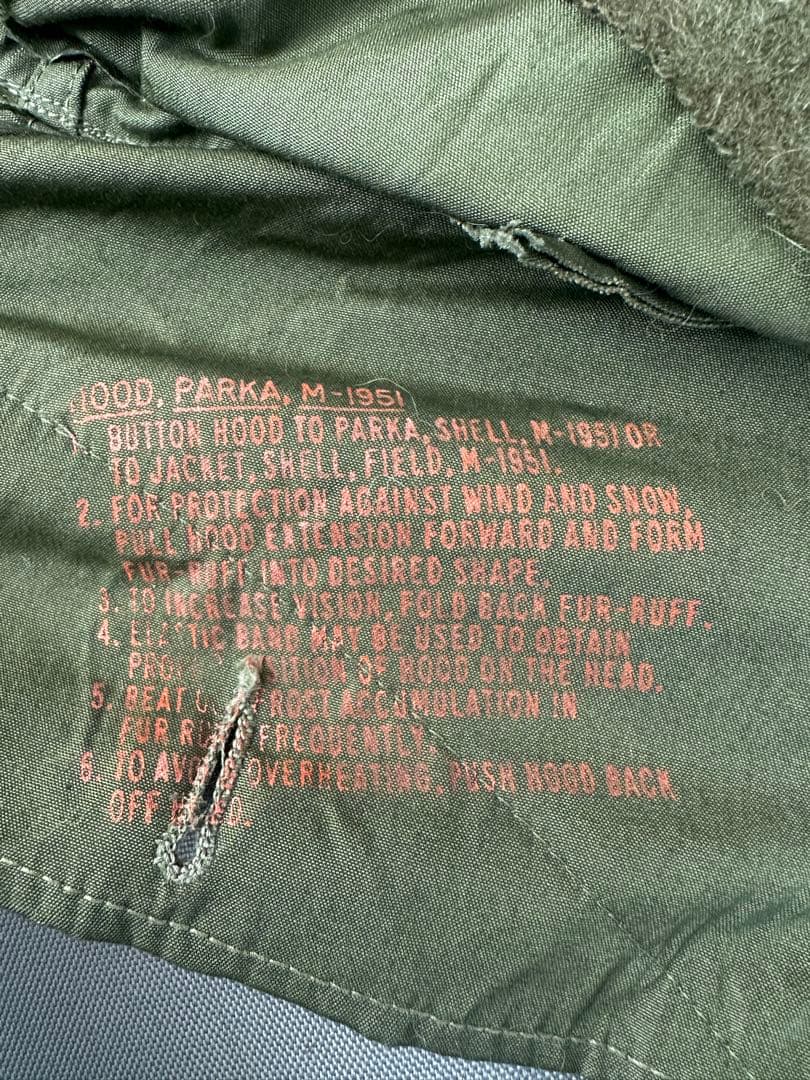 HOOD, PARKA, M-1951
1. BUTTON HOOD TO PARKA, SHELL, M-1951 OR
TO JACKET, SHELL, FIELD, M-1951.
2. FOR PROTECTION AGAINST WIND AND SNOW,
PULL HOOD EXTENSION FORWARD AND FORM
FUR-RUFF INTO DESIRED SHAPE.
3. TO INCREASE VISION, FOLD BACK FUR-RUFF.
4. ELASTIC BAND MAY BE USED TO OBTAIN
OF HOOD ON THE HEAD.
5. BEAT FROST ACCUMULATION IN
FUR FREQUENTLY.
6. TO AVOID OVERHEATING, PUSH HOOD BACK
OFF HEAD.